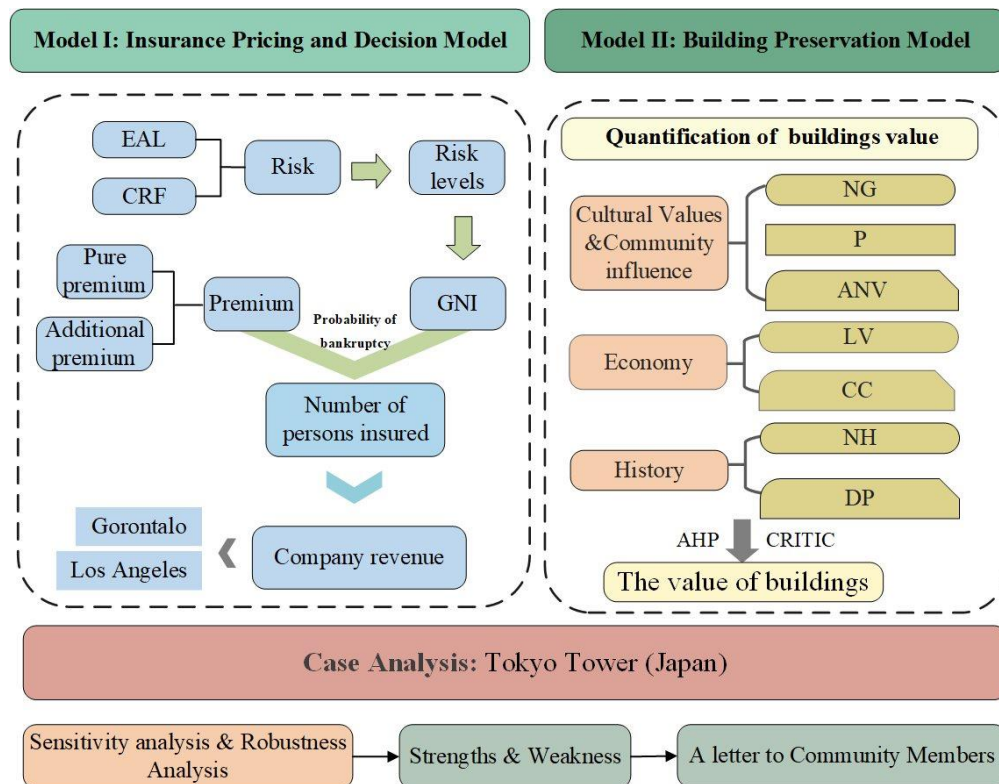 Model I: Insurance Pricing and Decision Model
EAL
CRF
Risk
Risk
levels
Pure
premium
Additional
premium
Premium
GNI
Probability of
bankruptcy
Number of
persons insured
Company revenue
Gorontalo
Los Angeles
Model II: Building Preservation Model
Quantification of buildings value
Cultural Values
&Community
influence
NG
P
ANV
Economy
LV
CC
History
NH
DP
AHP
CRITIC
The value of buildings
Case Analysis: Tokyo Tower (Japan)
Sensitivity analysis & Robustness
Analysis
Strengths & Weakness
A letter to Community Members